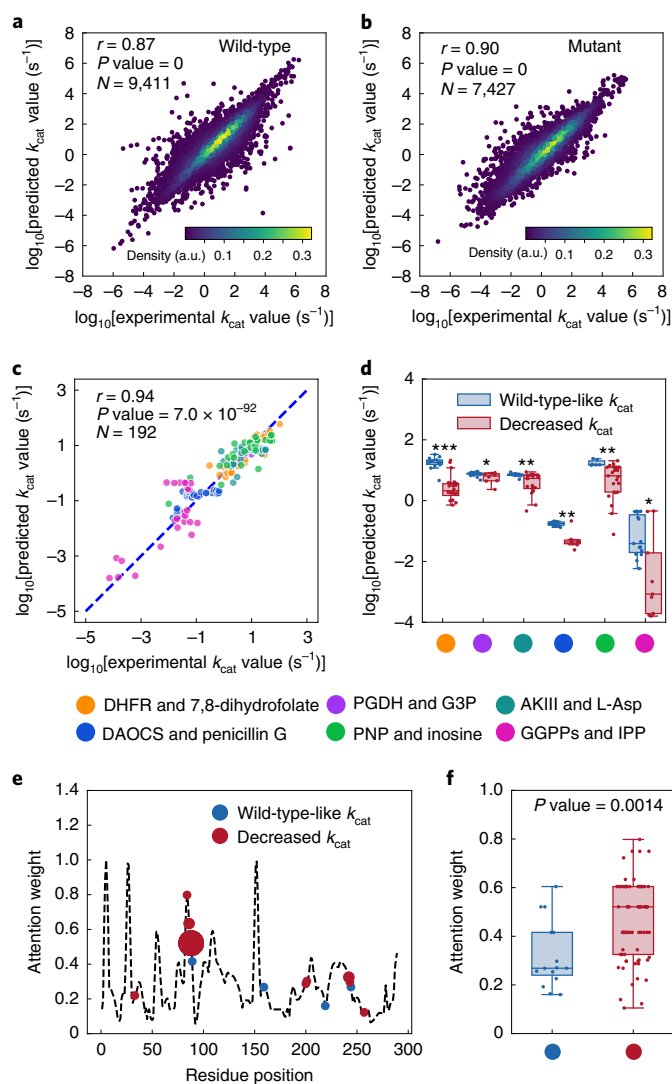 a
r = 0.87
P value = 0
N = 9,411
Wild-type
log10[predicted kcat value (s−1)]
8
6
4
2
0
−2
−4
−6
−8
Density (a.u.) 0.1 0.2 0.3
−8 −6 −4 −2 0 2 4 6 8
log10[experimental kcat value (s−1)]
b
r = 0.90
P value = 0
N = 7,427
Mutant
log10[predicted kcat value (s−1)]
8
6
4
2
0
−2
−4
−6
−8
Density (a.u.) 0.1 0.2 0.3
−8 −6 −4 −2 0 2 4 6 8
log10[experimental kcat value (s−1)]
c
r = 0.94
P value = 7.0 × 10−92
N = 192
log10[predicted kcat value (s−1)]
3
1
−1
−3
−5
−5 −3 −1 1 3
log10[experimental kcat value (s−1)]
d
Wild-type-like kcat
Decreased kcat
log10[predicted kcat value (s−1)]
4
2
0
−2
−4
*** * ** ** ** *
DHFR and 7,8-dihydrofolate PGDH and G3P AKIII and L-Asp
DAOCS and penicillin G PNP and inosine GGPPs and IPP
e
Wild-type-like kcat
Decreased kcat
Attention weight
1.4
1.2
1.0
0.8
0.6
0.4
0.2
0
0 50 100 150 200 250 300
Residue position
f
P value = 0.0014
Attention weight
1.0
0.8
0.6
0.4
0.2
0